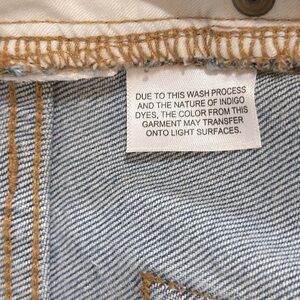 DUE TO THIS WASH PROCESS
AND THE NATURE OF INDIGO
DYES, THE COLOR FROM THIS
GARMENT MAY TRANSFER
ONTO LIGHT SURFACES.